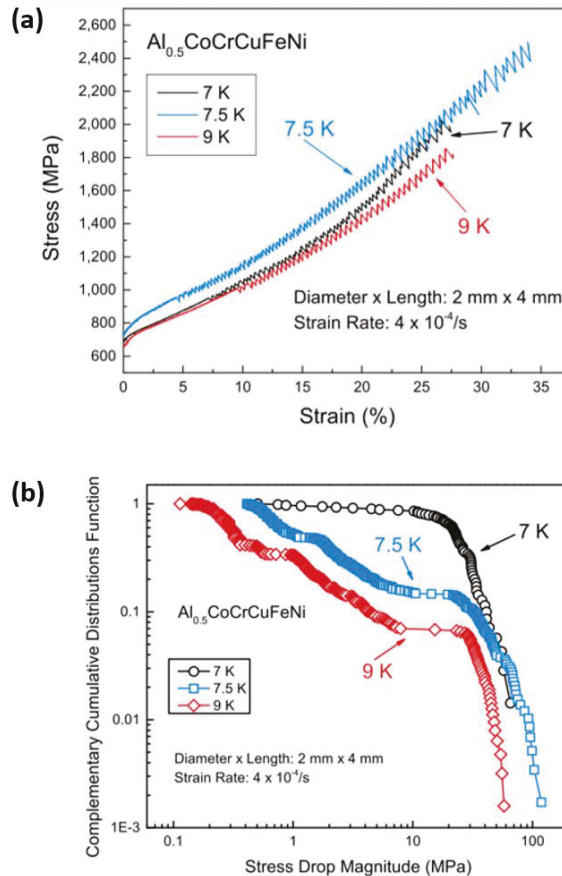 (a)
Al0.5CoCrCuFeNi
7 K
7.5 K
9 K
7.5 K
7 K
9 K
Diameter x Length: 2 mm x 4 mm
Strain Rate: 4 x 10⁻⁴/s
Stress (MPa)
2,600
2,400
2,200
2,000
1,800
1,600
1,400
1,200
1,000
800
600
0 5 10 15 20 25 30 35
Strain (%)
(b)
Complementary Cumulative Distributions Function
1
0.1
0.01
1E-3
7 K
7.5 K
9 K
Al0.5CoCrCuFeNi
7 K
7.5 K
9 K
Diameter x Length: 2 mm x 4 mm
Strain Rate: 4 x 10⁻⁴/s
0.1 1 10 100
Stress Drop Magnitude (MPa)